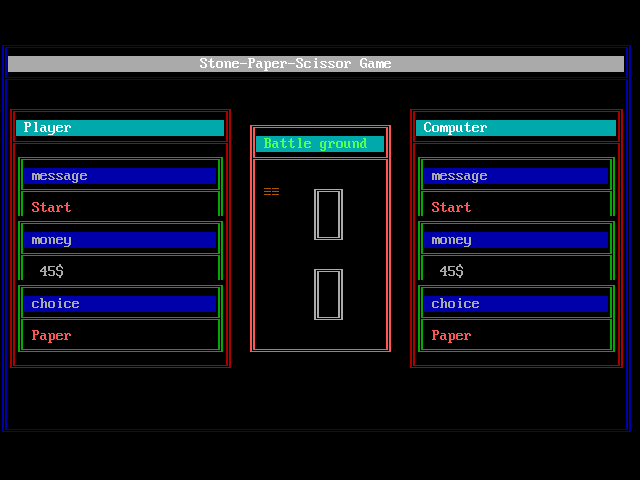 Stone-Paper-Scissor Game
Player
message
Start
money
45$
choice
Paper
Battle ground
Computer
message
Start
money
45$
choice
Paper